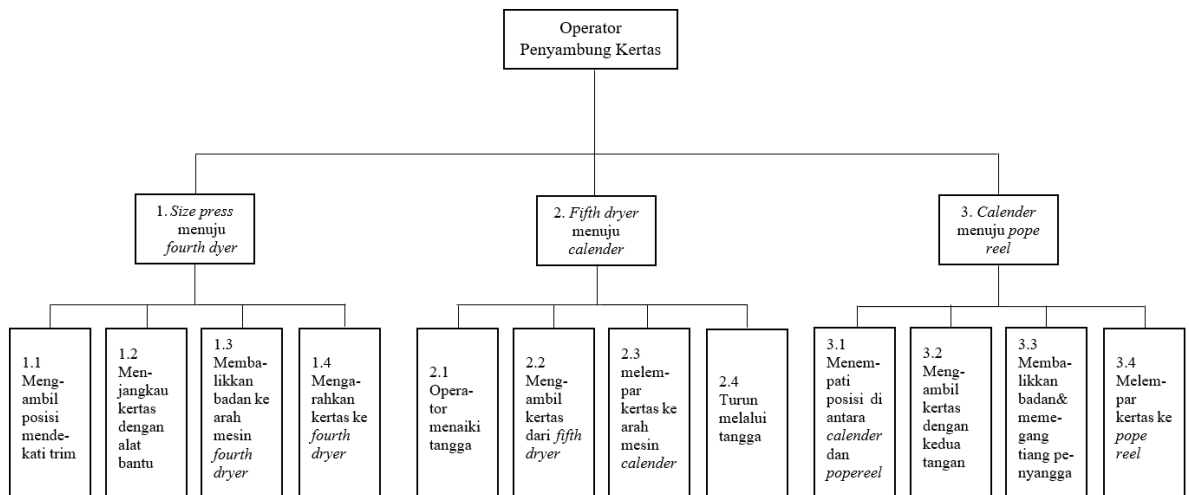 Operator
Penyambung Kertas
1. Size press
menuju
fourth dyer
2. Fifth dryer
menuju
calender
3. Calender
menuju pope
reel
1.1
Meng-
ambil
posisi
mende-
kati trim
1.2
Men-
jangkau
kertas
dengan
alat
bantu
1.3
Memba-
likkan
badan ke
arah
mesin
fourth
dryer
1.4
Menga-
rahkan
kertas ke
fourth
dryer
2.1
Opera-
tor
menaiki
tangga
2.2
Meng-
ambil
kertas
dari fifth
dryer
2.3
melem-
par
kertas ke
arah
mesin
calender
2.4
Turun
melalui
tangga
3.1
Menem-
pati
posisi di
antara
calender
dan
popereel
3.2
Meng-
ambil
kertas
dengan
kedua
tangan
3.3
Memba-
likkan
badan&
meme-
gang
tiang pe-
nyangga
3.4
Melem-
par
kertas ke
pope
reel